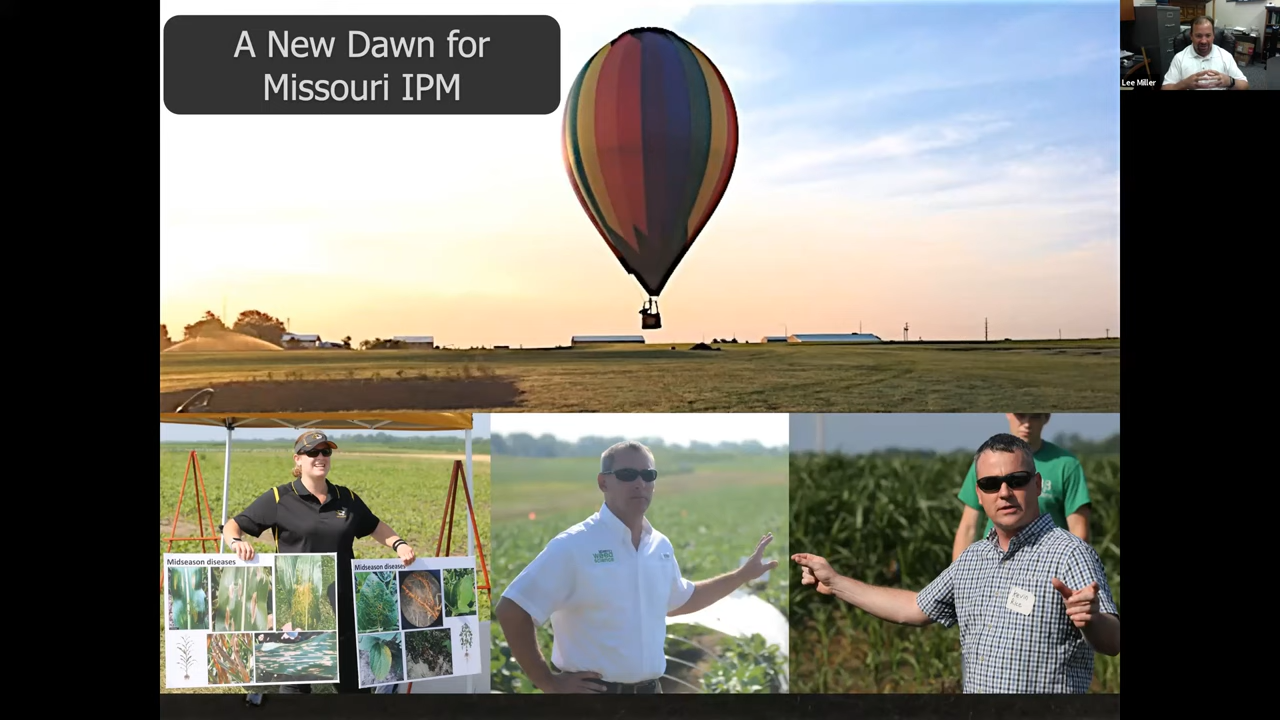 A New Dawn for
Missouri IPM
Lee Miller
Midseason diseases
Midseason diseases